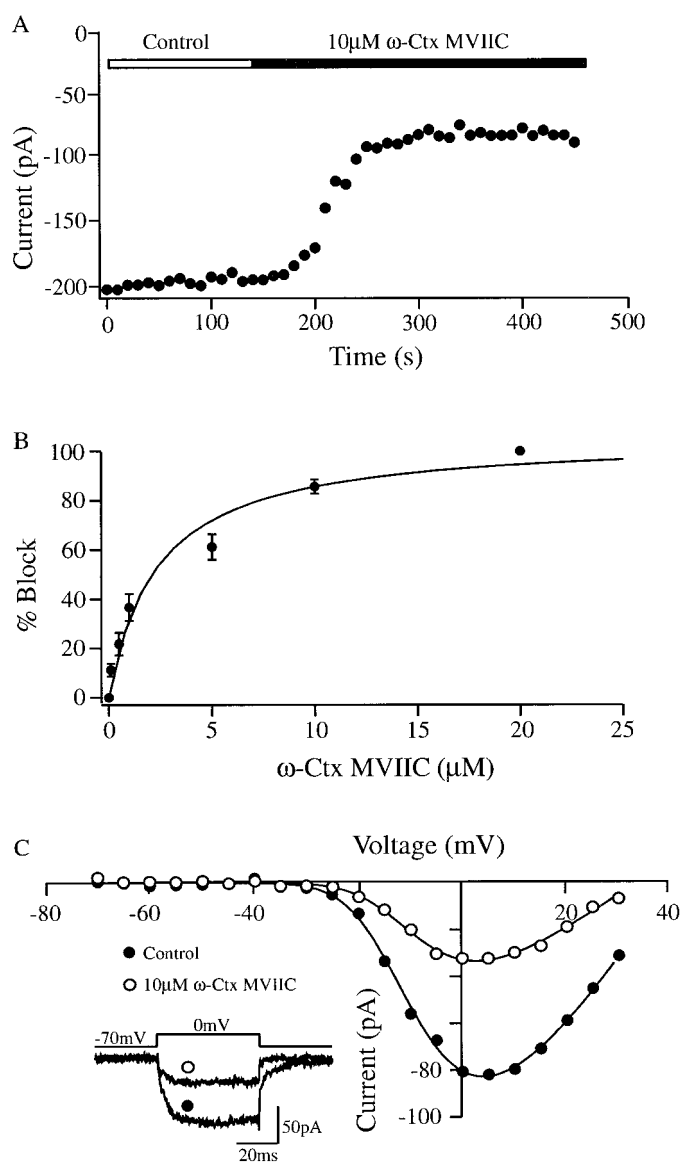 A
0
Control
10μM ω-Ctx MVIIC
-50
-100
-150
-200
Current (pA)
0
100
200
300
400
500
Time (s)
B
100
80
60
40
20
0
% Block
0
5
10
15
20
25
ω-Ctx MVIIC (μM)
C
Voltage (mV)
-80
-60
-40
20
40
Control
10μM ω-Ctx MVIIC
-70mV
0mV
50pA
20ms
Current (pA)
-80
-100